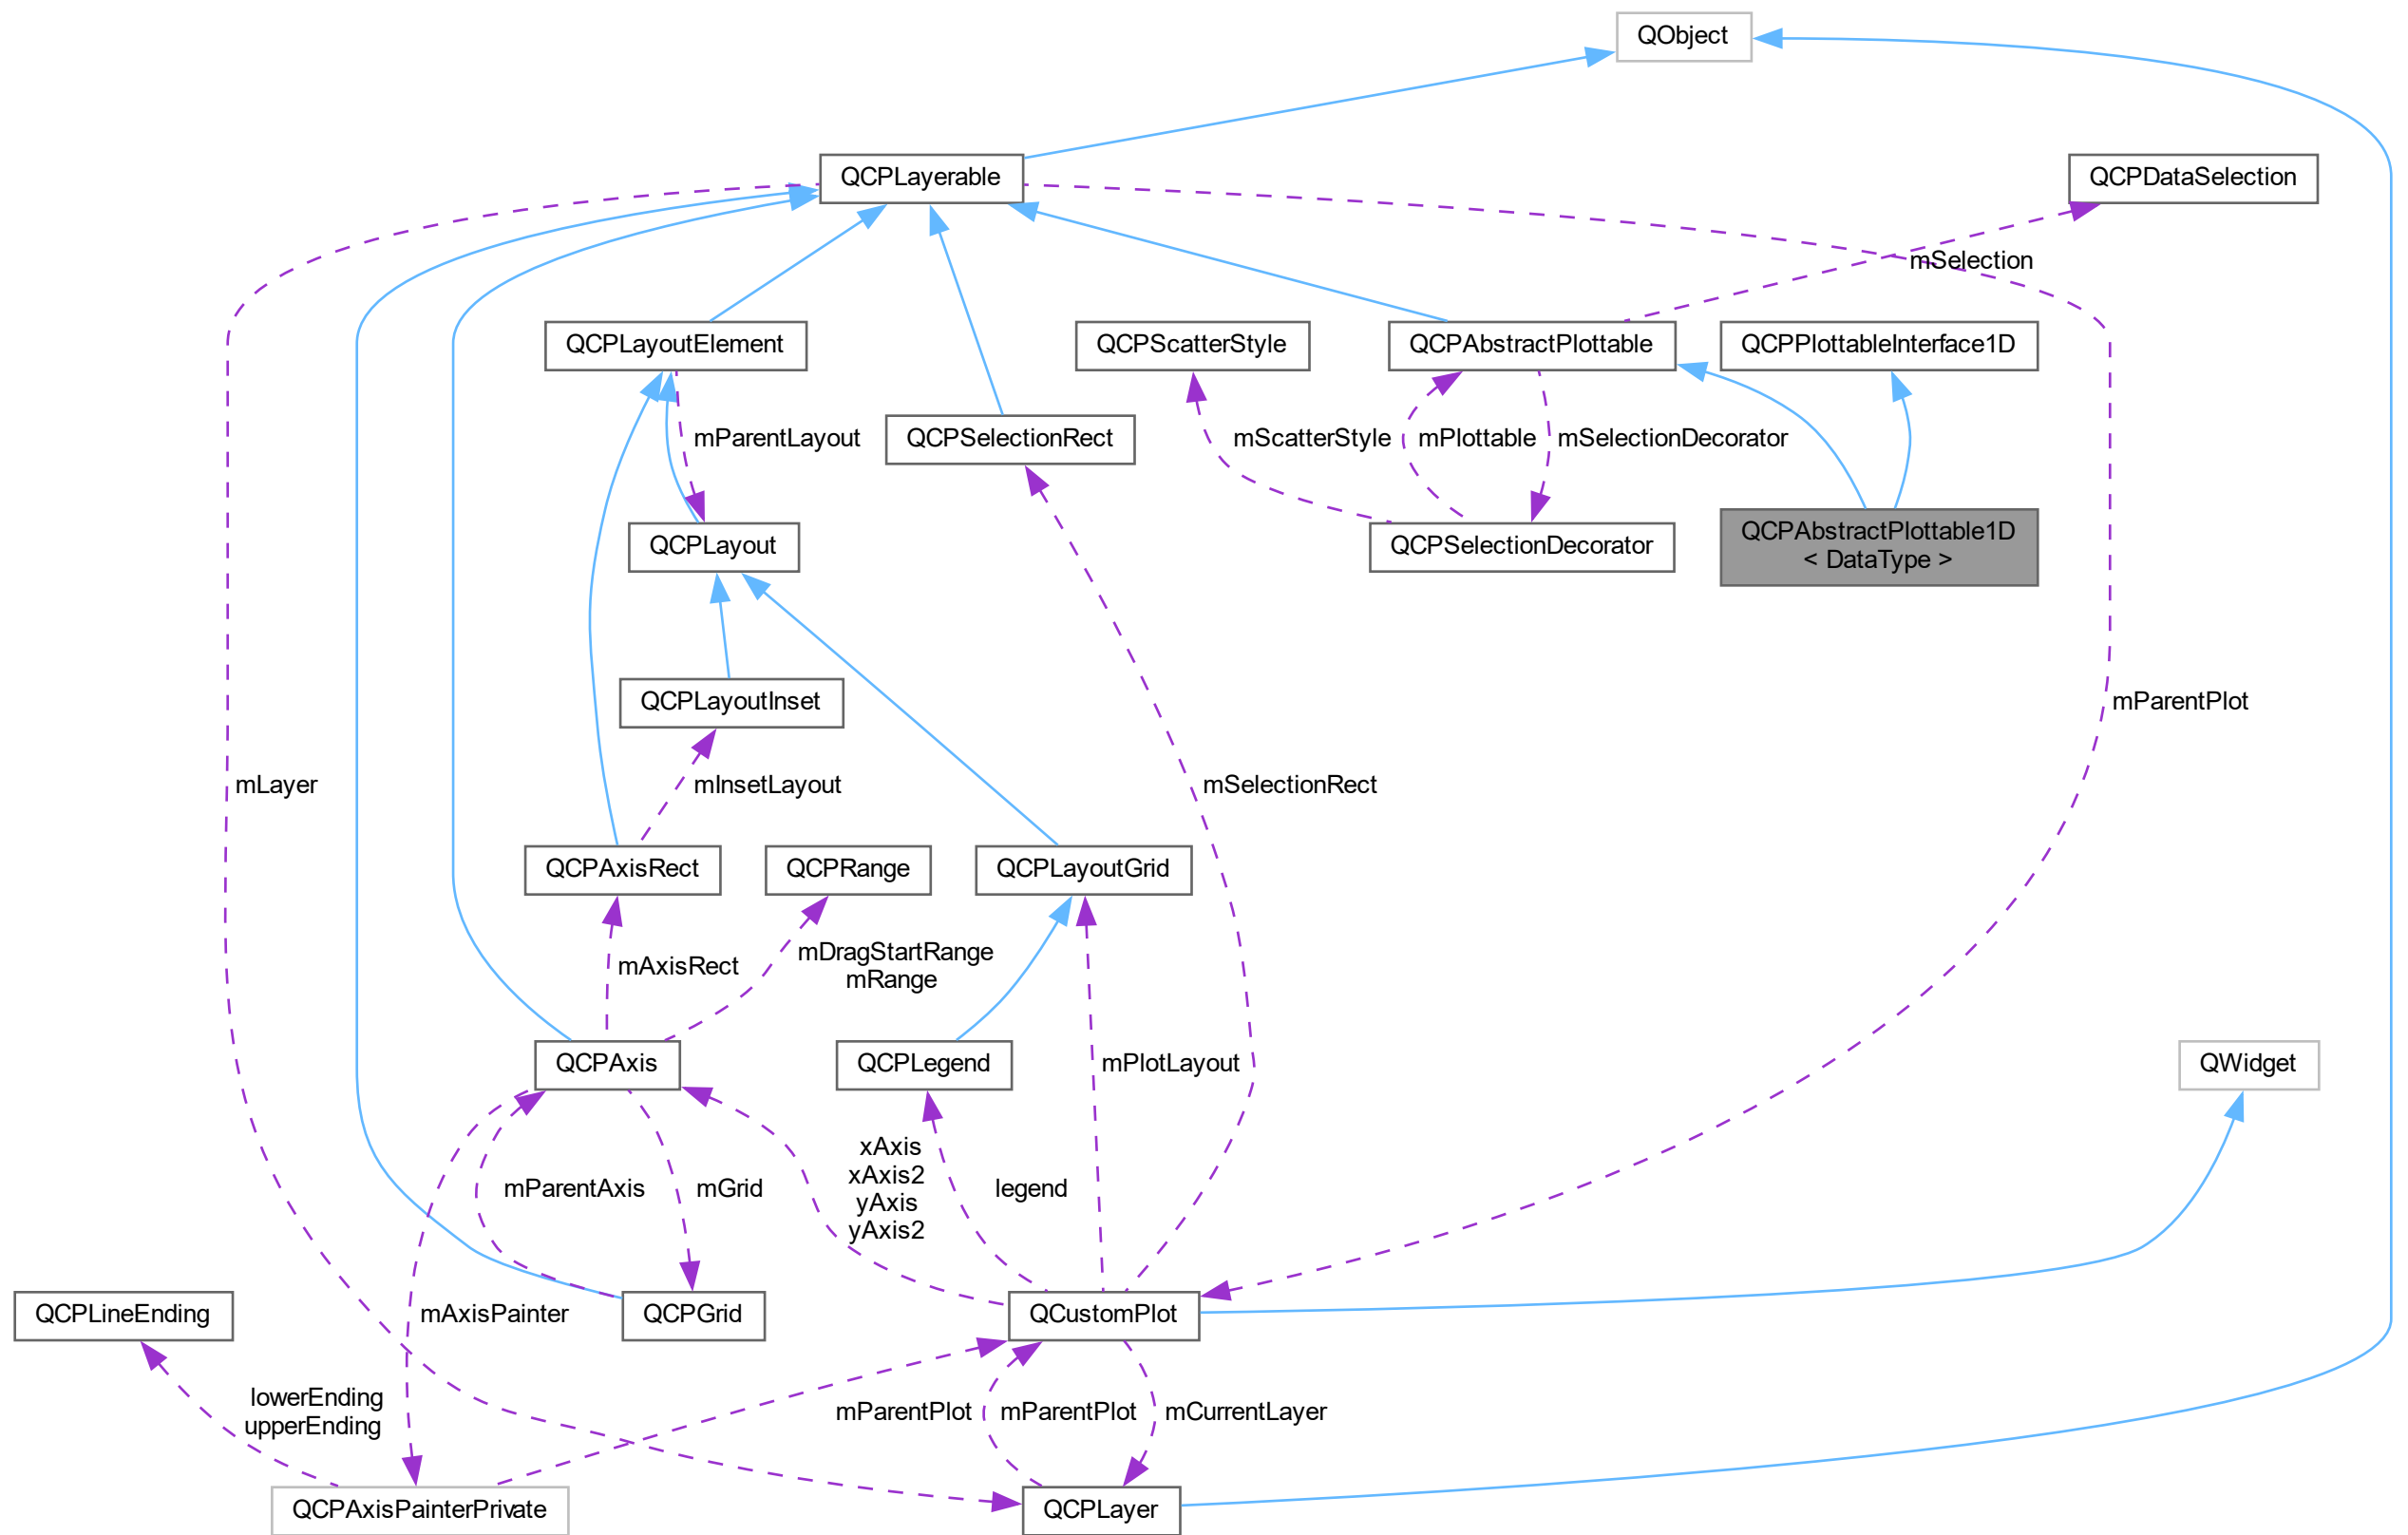 QObject
QCPLayerable
QCPDataSelection
mSelection
QCPLayoutElement
QCPScatterStyle
QCPAbstractPlottable
QCPPlottableInterface1D
mParentLayout
QCPSelectionRect
mScatterStyle
mPlottable
mSelectionDecorator
QCPLayout
QCPSelectionDecorator
QCPAbstractPlottable1D
< DataType >
QCPLayoutInset
mParentPlot
mLayer
mInsetLayout
mSelectionRect
QCPAxisRect
QCPRange
QCPLayoutGrid
mAxisRect
mDragStartRange
mRange
QCPAxis
QCPLegend
mPlotLayout
QWidget
mParentAxis
mGrid
xAxis
xAxis2
yAxis
yAxis2
legend
QCPLineEnding
mAxisPainter
QCPGrid
QCustomPlot
lowerEnding
upperEnding
mParentPlot
mParentPlot
mCurrentLayer
QCPAxisPainterPrivate
QCPLayer